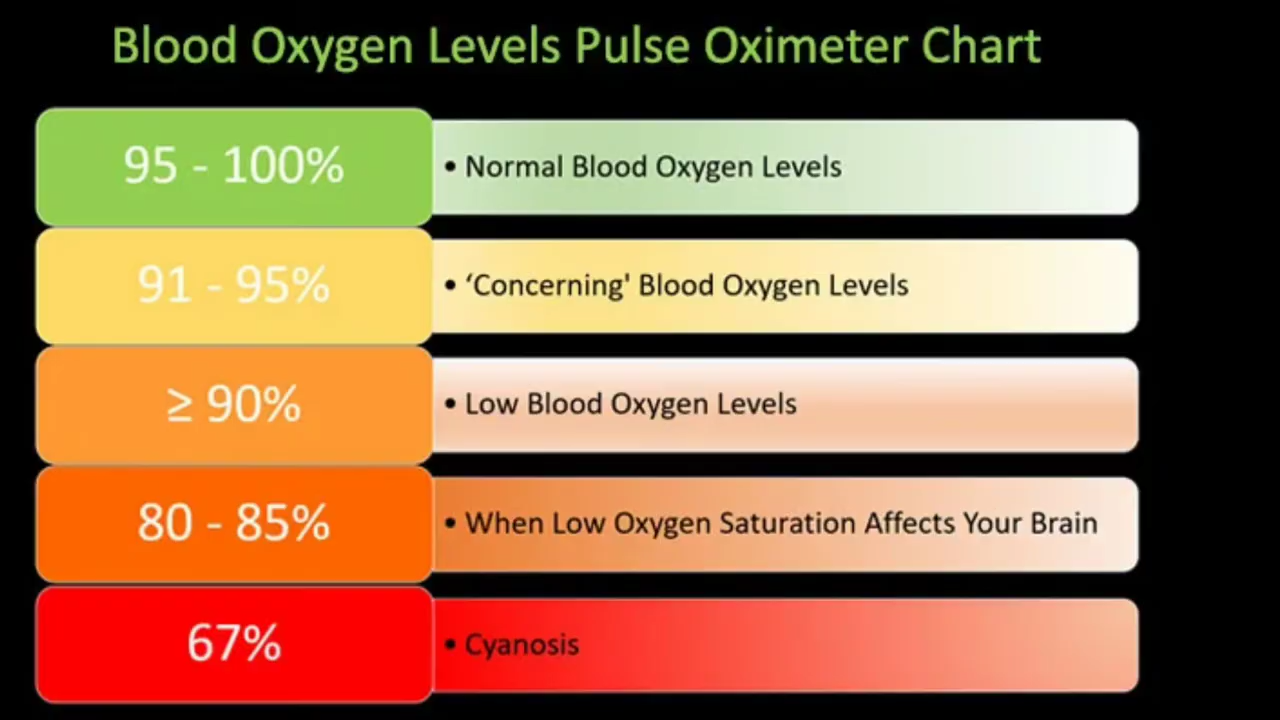 Blood Oxygen Levels Pulse Oximeter Chart
95 - 100%
• Normal Blood Oxygen Levels
91 - 95%
• ‘Concerning' Blood Oxygen Levels
≥ 90%
• Low Blood Oxygen Levels
80 - 85%
• When Low Oxygen Saturation Affects Your Brain
67%
• Cyanosis